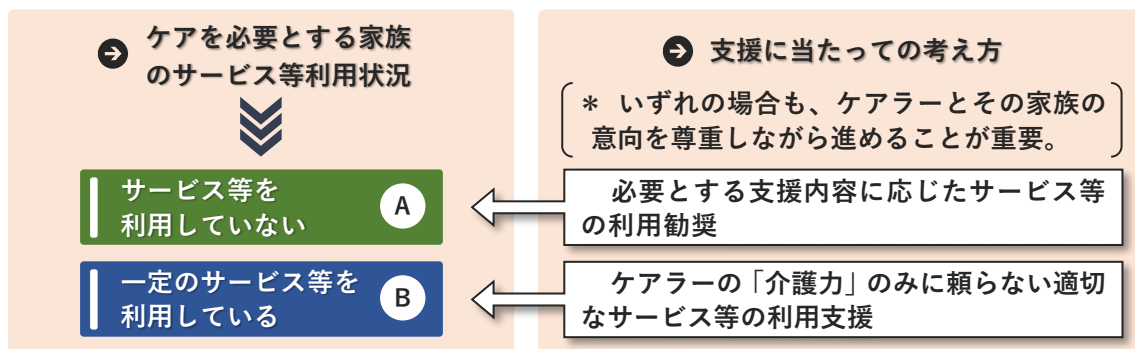 ケアを必要とする家族
のサービス等利用状況
サービス等を
利用していない
A
一定のサービス等を
利用している
B
支援に当たっての考え方
＊ いずれの場合も、ケアラーとその家族の
意向を尊重しながら進めることが重要。
必要とする支援内容に応じたサービス等
の利用勧奨
ケアラーの「介護力」のみに頼らない適切
なサービス等の利用支援